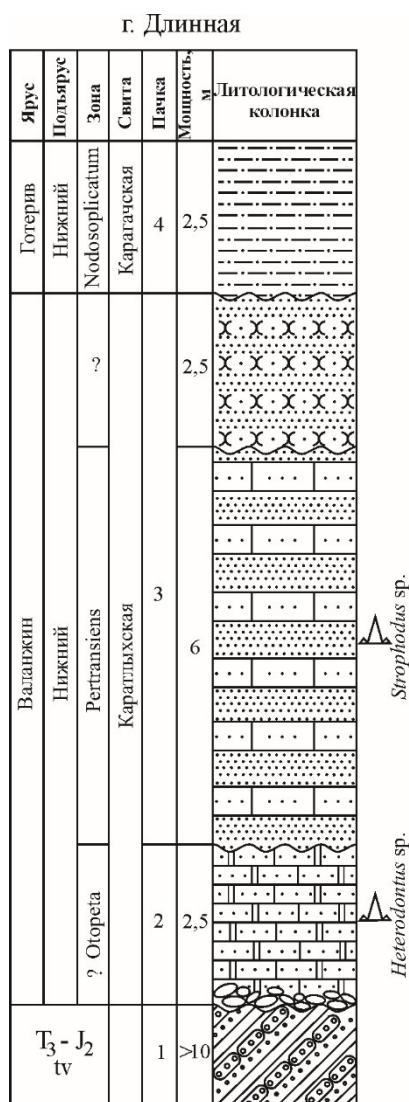 г. Длинная
Ярус
Подъярус
Зона
Свита
Пачка
Мощность, м
Литологическая
колонка
Готерив
Нижний
Nodosoplicatum
Карагачская
4
2,5
Валанжин
Нижний
?
Каратлыхская
3
2,5
Pertransiens
6
Strophodus sp.
? Otopeta
2
2,5
Heterodontus sp.
T3 - J2
tv
1
>10